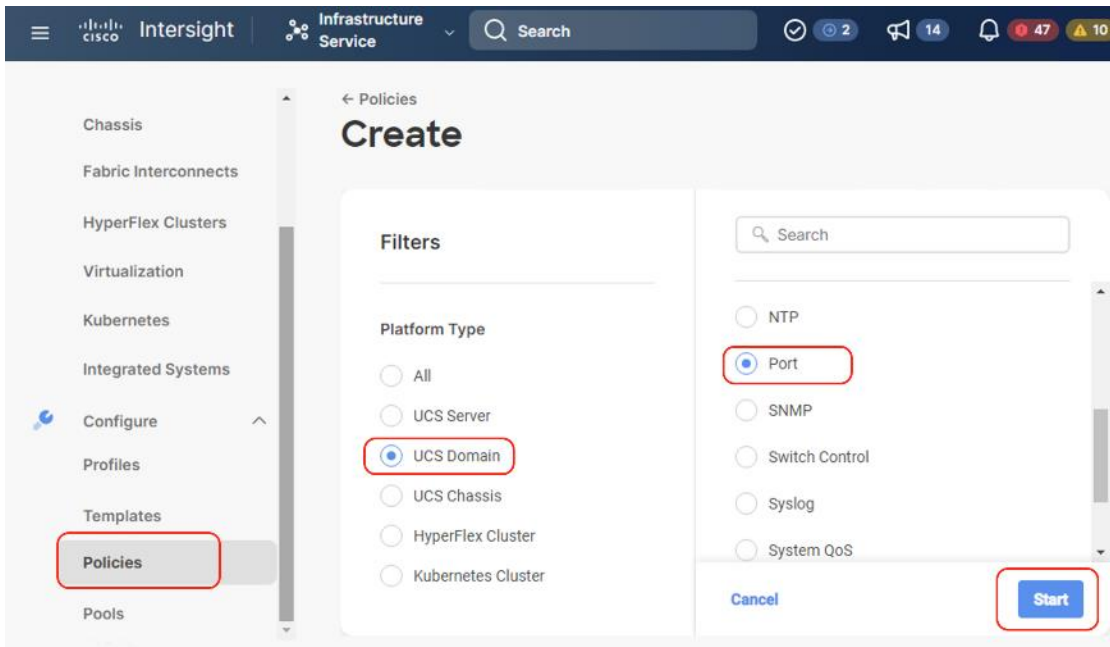 cisco
Intersight
Infrastructure
Service
Search
2
14
47
10
Chassis
Fabric Interconnects
HyperFlex Clusters
Virtualization
Kubernetes
Integrated Systems
Configure
Profiles
Templates
Policies
Pools
← Policies
Create
Filters
Platform Type
All
UCS Server
UCS Domain
UCS Chassis
HyperFlex Cluster
Kubernetes Cluster
Search
NTP
Port
SNMP
Switch Control
Syslog
System QoS
Cancel
Start